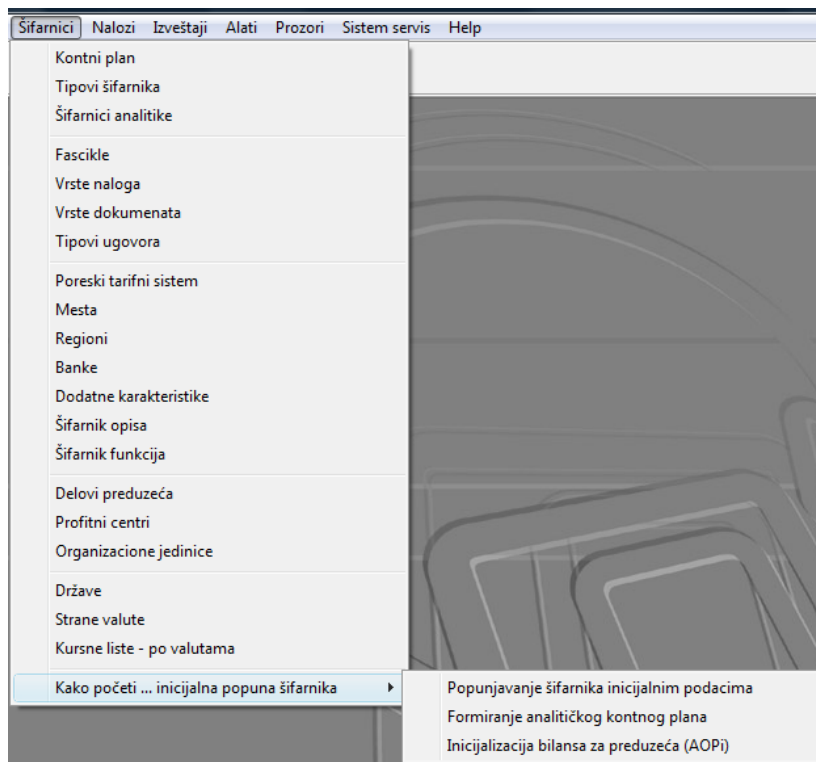 Šifarnici Nalozi Izveštaji Alati Prozori Sistem servis Help
Kontni plan
Tipovi šifarnika
Šifarnici analitike
Fascikle
Vrste naloga
Vrste dokumenata
Tipovi ugovora
Poreski tarifni sistem
Mesta
Regioni
Banke
Dodatne karakteristike
Šifarnik opisa
Šifarnik funkcija
Delovi preduzeća
Profitni centri
Organizacione jedinice
Države
Strane valute
Kursne liste - po valutama
Kako početi ... inicijalna popuna šifarnika
Popunjavanje šifarnika inicijalnim podacima
Formiranje analitičkog kontnog plana
Inicijalizacija bilansa za preduzeća (AOPi)